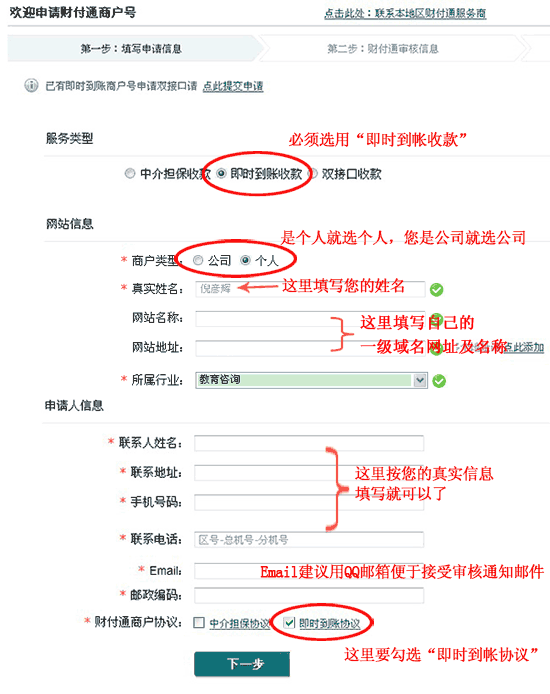 欢迎申请财付通商户号
点击此处：联系本地区财付通服务商
第一步：填写申请信息
第二步：财付通审核信息
已有即时到账商户号申请双接口请 点此提交申请
服务类型
必须选用“即时到帐收款”
中介担保收款 即时到账收款 双接口收款
网站信息
是个人就选个人，您是公司就选公司
* 商户类型： 公司 个人
* 真实姓名： 倪彦辉 这里填写您的姓名
网站名称： 这里填写自己的
网站地址： 一级域名网址及名称 点此添加
* 所属行业： 教育咨询
申请人信息
* 联系人姓名：
* 联系地址： 这里按您的真实信息
* 手机号码： 填写就可以了
* 联系电话： 区号-总机号-分机号
* Email： Email建议用QQ邮箱便于接受审核通知邮件
* 邮政编码：
* 财付通商户协议： 中介担保协议 即时到账协议
这里要勾选“即时到帐协议”
下一步